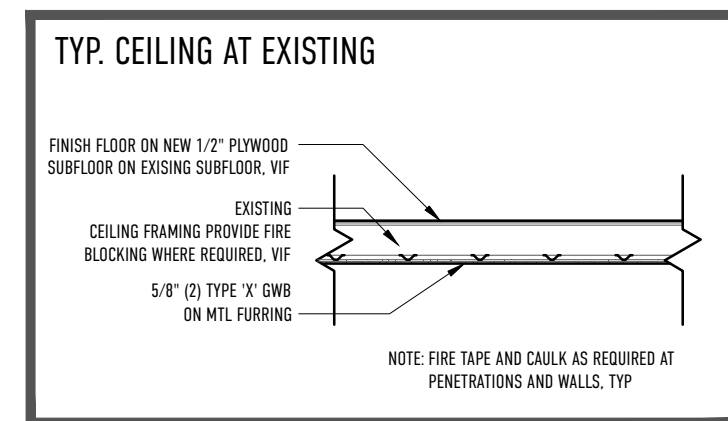 TYP. CEILING AT EXISTING
FINISH FLOOR ON NEW 1/2" PLYWOOD
SUBFLOOR ON EXISING SUBFLOOR, VIF
EXISTING
CEILING FRAMING PROVIDE FIRE
BLOCKING WHERE REQUIRED, VIF
5/8" (2) TYPE 'X' GWB
ON MTL FURRING
NOTE: FIRE TAPE AND CAULK AS REQUIRED AT
PENETRATIONS AND WALLS, TYP